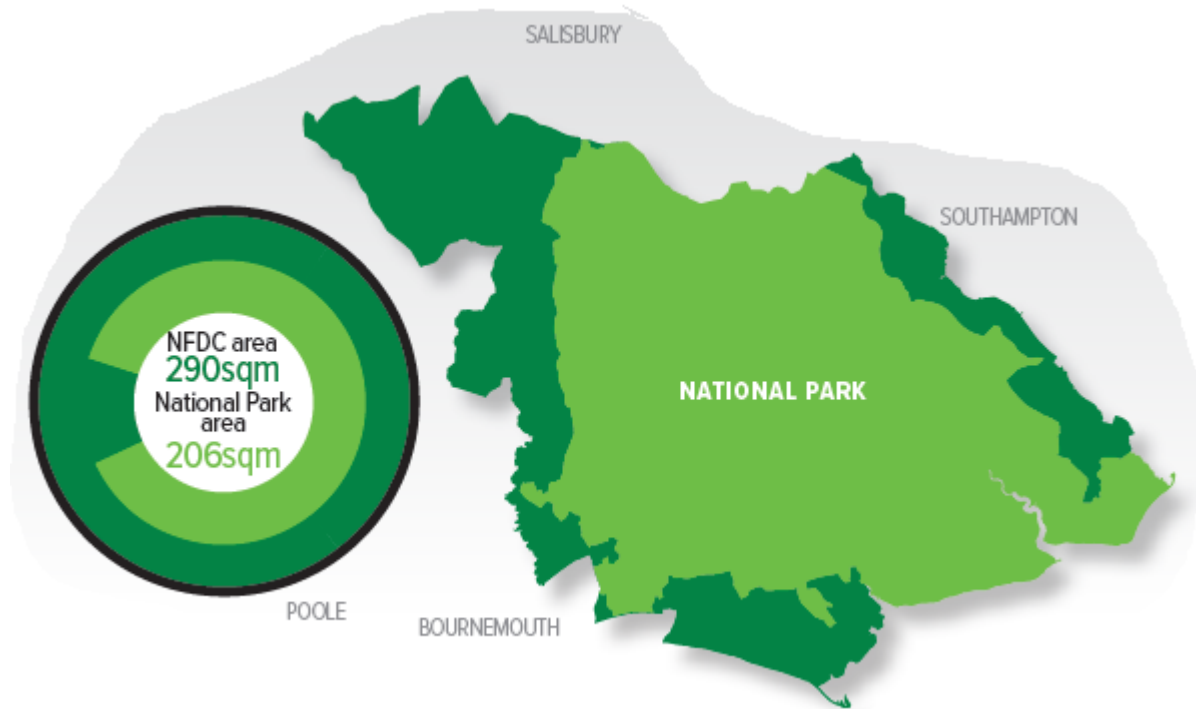 SALISBURY
SOUTHAMPTON
NFDC area
290sqm
National Park
area
206sqm
NATIONAL PARK
POOLE
BOURNEMOUTH